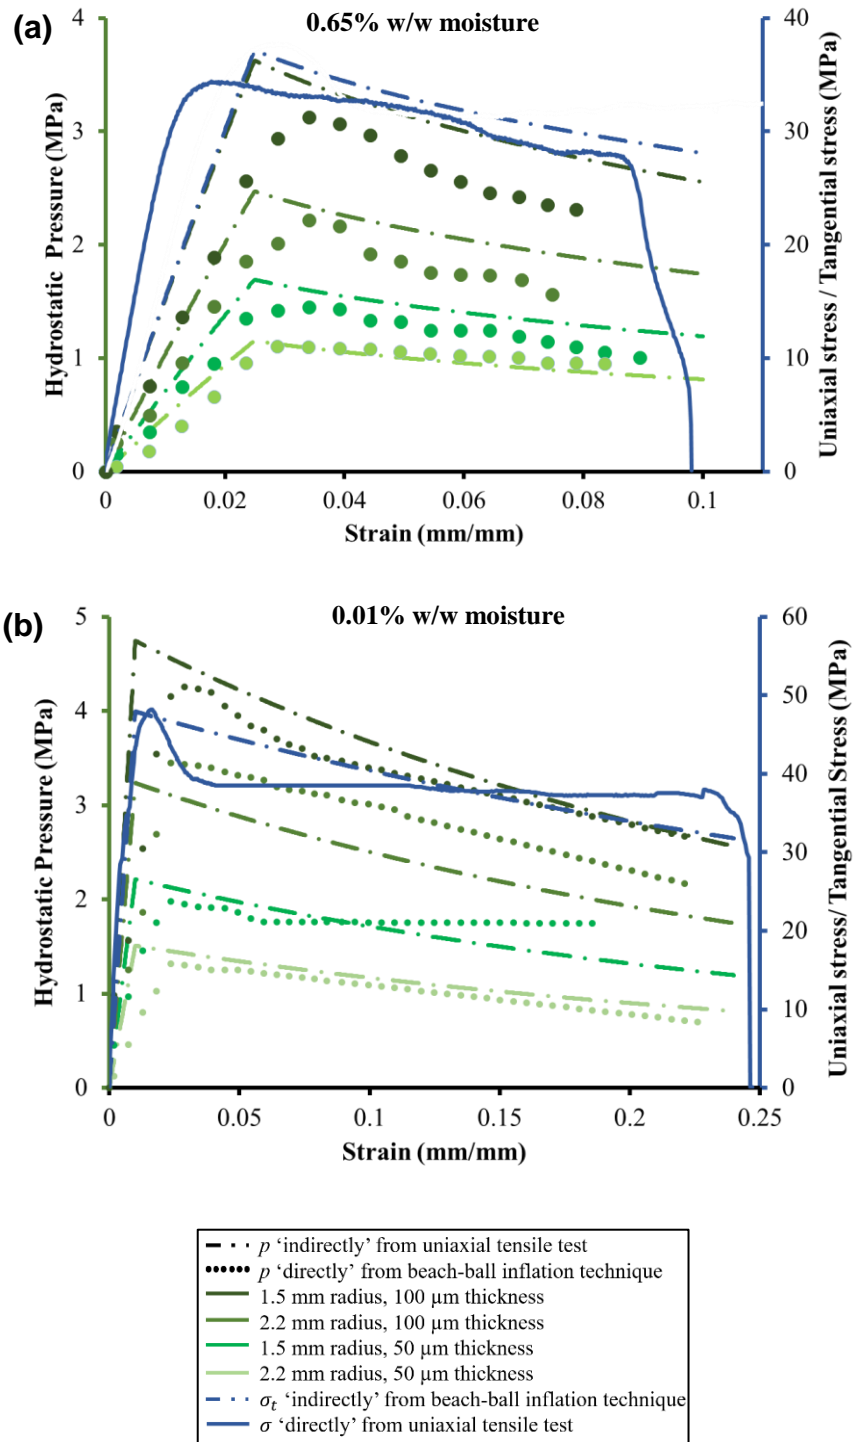 (a)
0.65% w/w moisture
Hydrostatic Pressure (MPa)
4
3
2
1
0
40
30
20
10
0
Uniaxial stress / Tangential stress (MPa)
0 0.02 0.04 0.06 0.08 0.1
Strain (mm/mm)
(b)
0.01% w/w moisture
Hydrostatic Pressure (MPa)
5
4
3
2
1
0
60
50
40
30
20
10
0
Uniaxial stress/ Tangential Stress (MPa)
0 0.05 0.1 0.15 0.2 0.25
Strain (mm/mm)
p ‘indirectly’ from uniaxial tensile test
p ‘directly’ from beach-ball inflation technique
1.5 mm radius, 100 µm thickness
2.2 mm radius, 100 µm thickness
1.5 mm radius, 50 µm thickness
2.2 mm radius, 50 µm thickness
σt ‘indirectly’ from beach-ball inflation technique
σ ‘directly’ from uniaxial tensile test